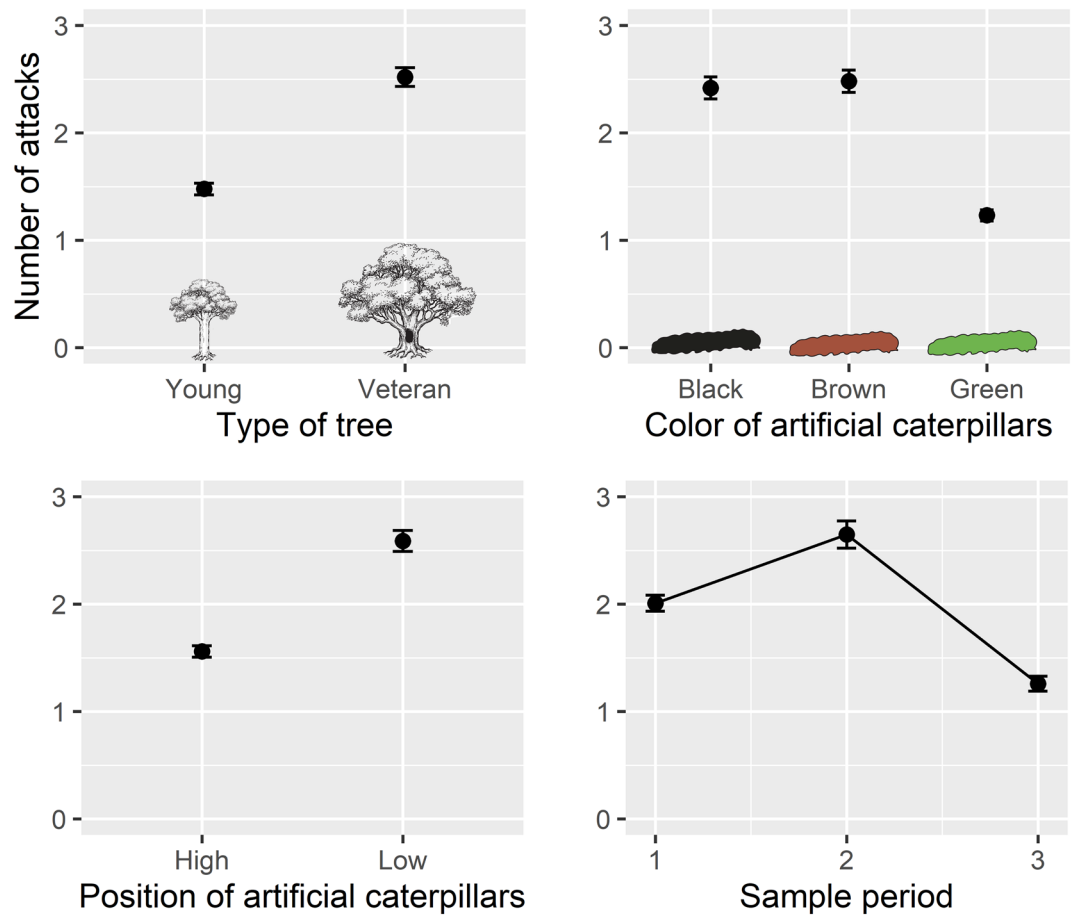 Number of attacks
3
2
1
0
Young Veteran
Type of tree
3
2
1
0
Black Brown Green
Color of artificial caterpillars
3
2
1
0
High Low
Position of artificial caterpillars
3
2
1
0
1 2 3
Sample period